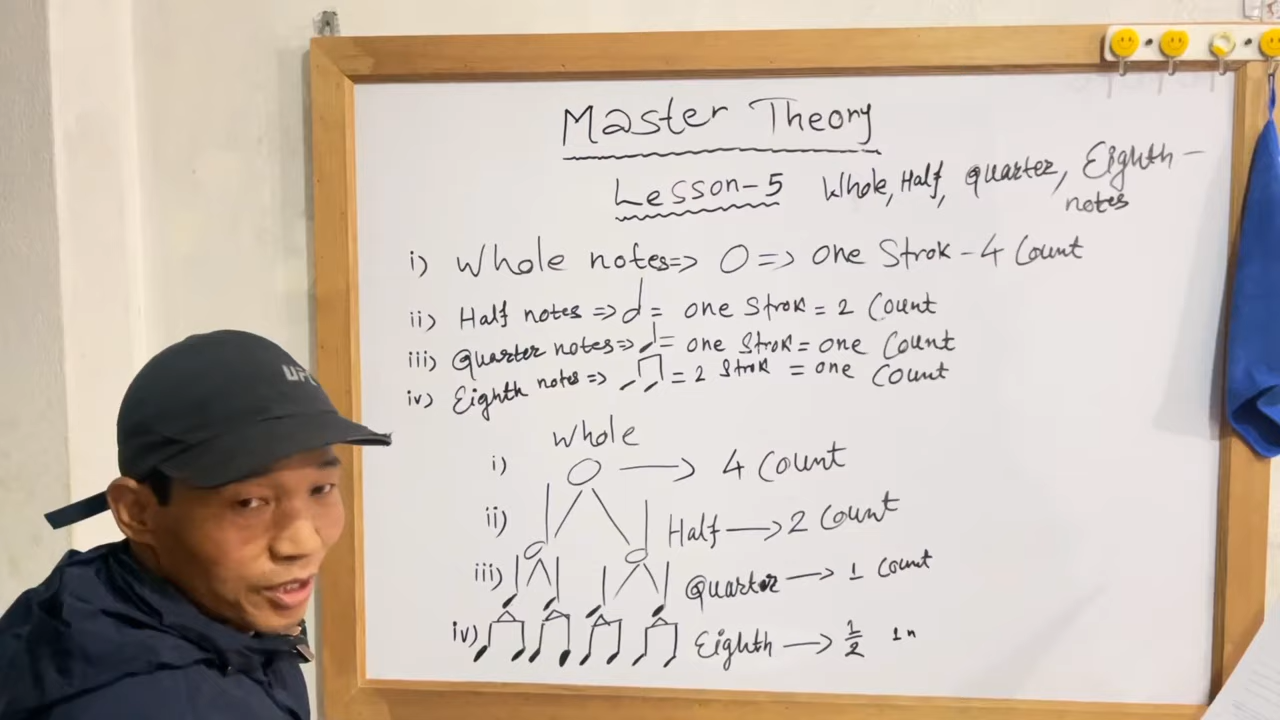 Master Theory
Lesson-5 Whole, Half, Quarter, Eighth -
notes
i) Whole notes=> O => one Strok - 4 Count
ii) Half notes => 𝅗𝅥 = one Strok = 2 Count
iii) Quarter notes=> ♩= one Strok= one Count
iv) Eighth notes=> ♫ = 2 Strok = one Count
Whole
i) O → 4 Count
ii) Half → 2 Count
iii) Quarter → 1 Count
iv) Eighth → 1/2
UFC